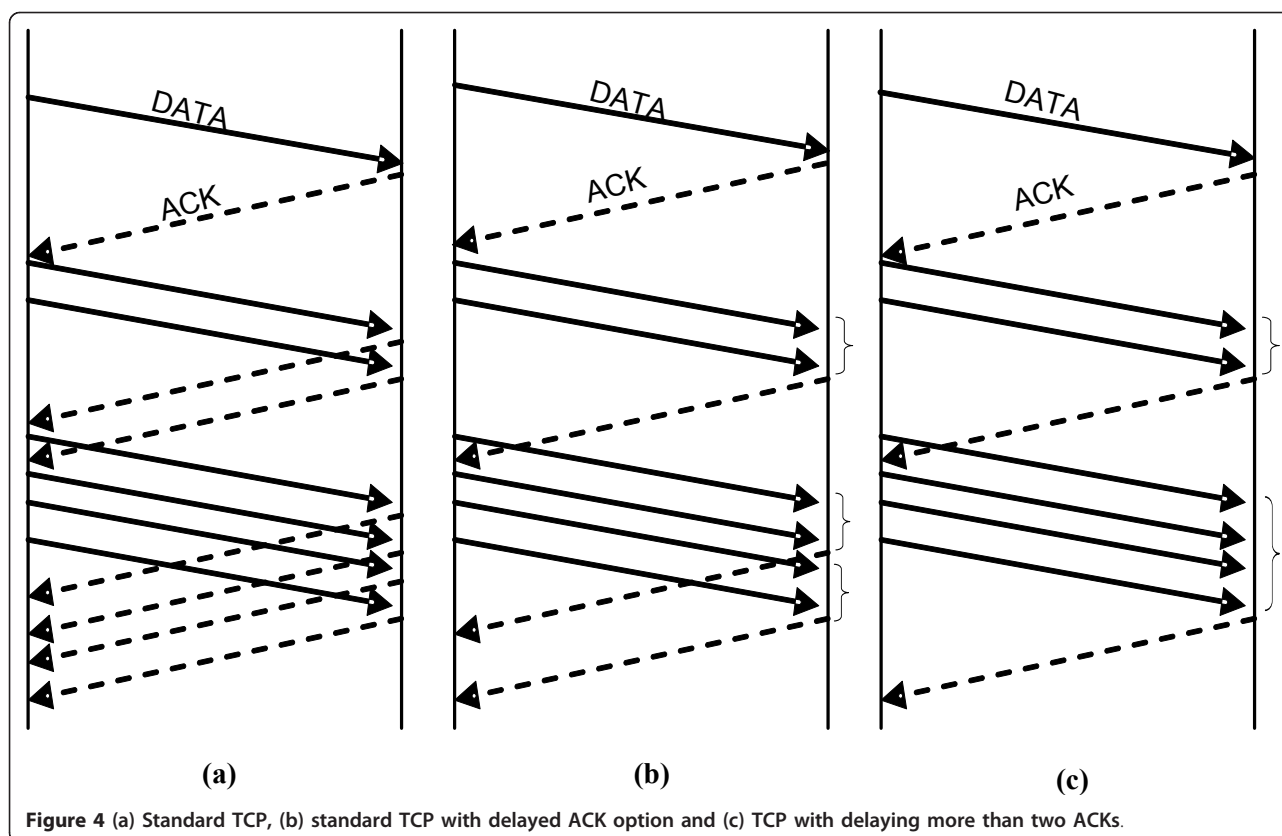 DATA
ACK
DATA
ACK
DATA
ACK
(a)
(b)
(c)
Figure 4 (a) Standard TCP, (b) standard TCP with delayed ACK option and (c) TCP with delaying more than two ACKs.